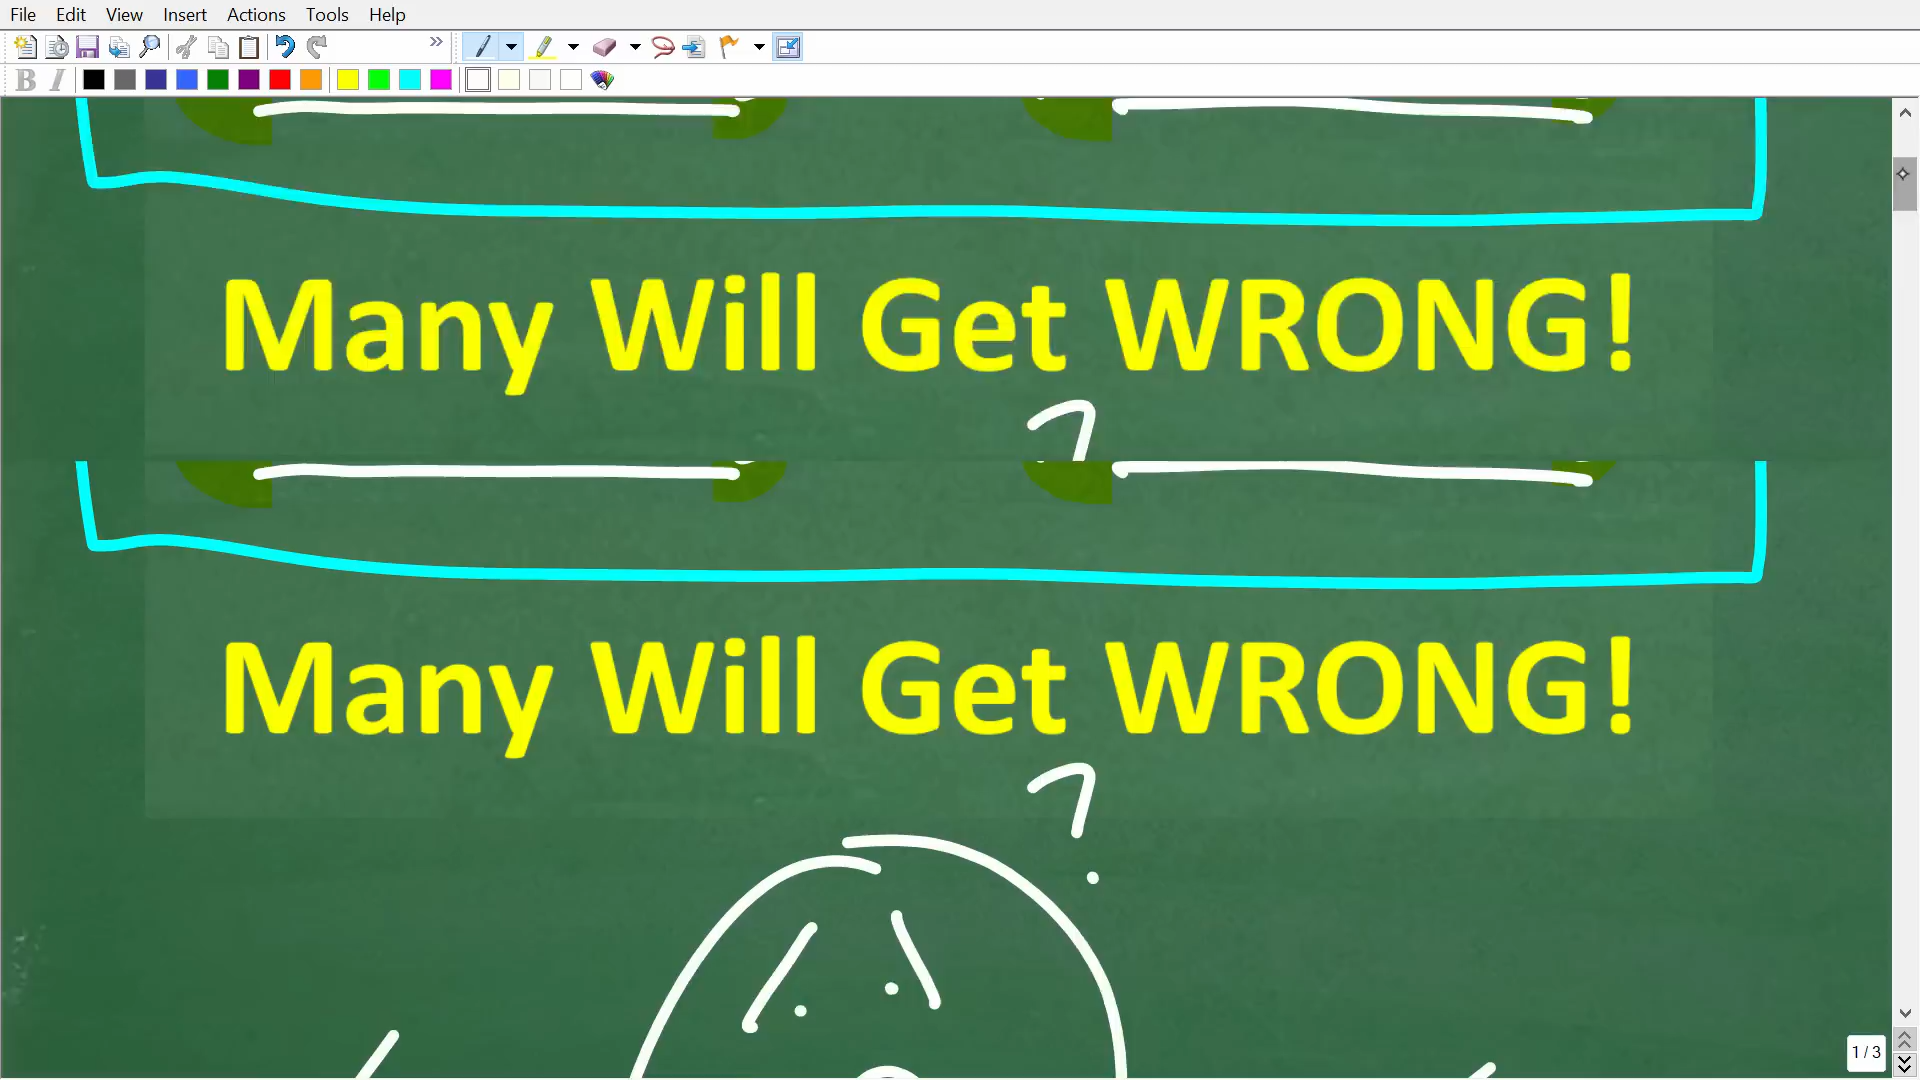 File Edit View Insert Actions Tools Help
B I
Many Will Get WRONG!
?
Many Will Get WRONG!
?
1 / 3